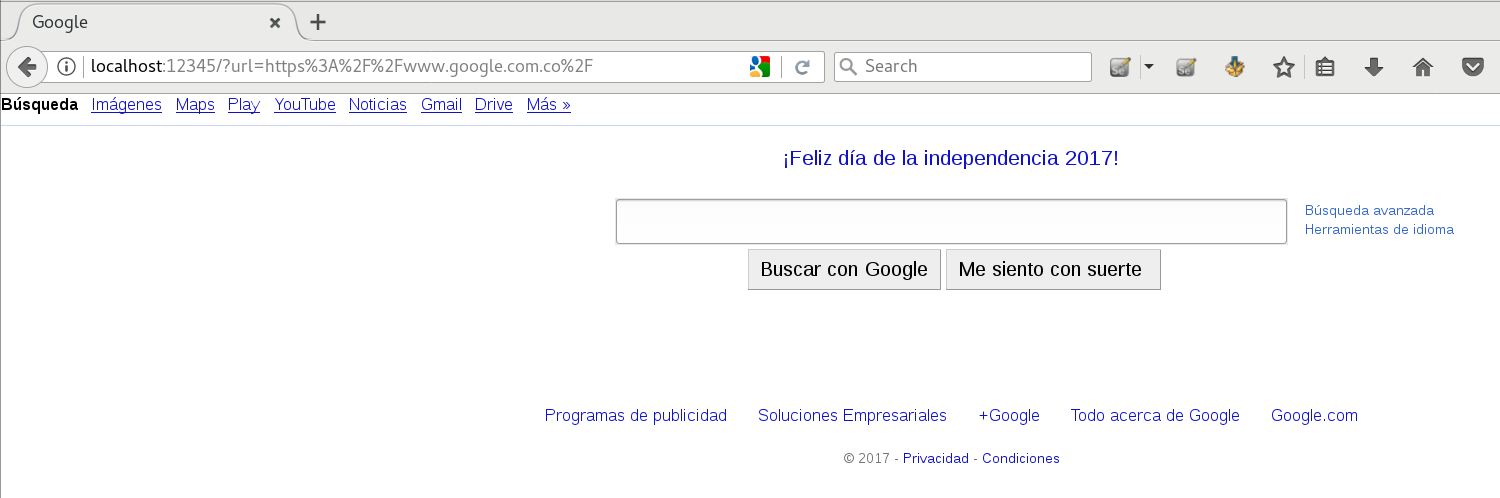 Google
localhost:12345/?url=https%3A%2F%2Fwww.google.com.co%2F
Search
Búsqueda Imágenes Maps Play YouTube Noticias Gmail Drive Más »
¡Feliz día de la independencia 2017!
Búsqueda avanzada
Herramientas de idioma
Buscar con Google Me siento con suerte
Programas de publicidad Soluciones Empresariales +Google Todo acerca de Google Google.com
© 2017 - Privacidad - Condiciones